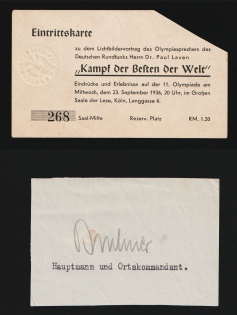 Eintrittskarte
zu dem Lichtbildervortrag des Olympiasprechers des
Deutschen Rundfunks Herrn Dr. Paul Laven
„Kampf der Besten der Welt"
Eindrücke und Erlebnisse auf der 11. Olympiade am
Mittwoch, dem 23. September 1936, 20 Uhr, im Großen
Saale der Lese, Köln, Langgasse 6.
268 Saal-Mitte Reserv. Platz RM. 1.20
Hauptmann und Ortskommandant.